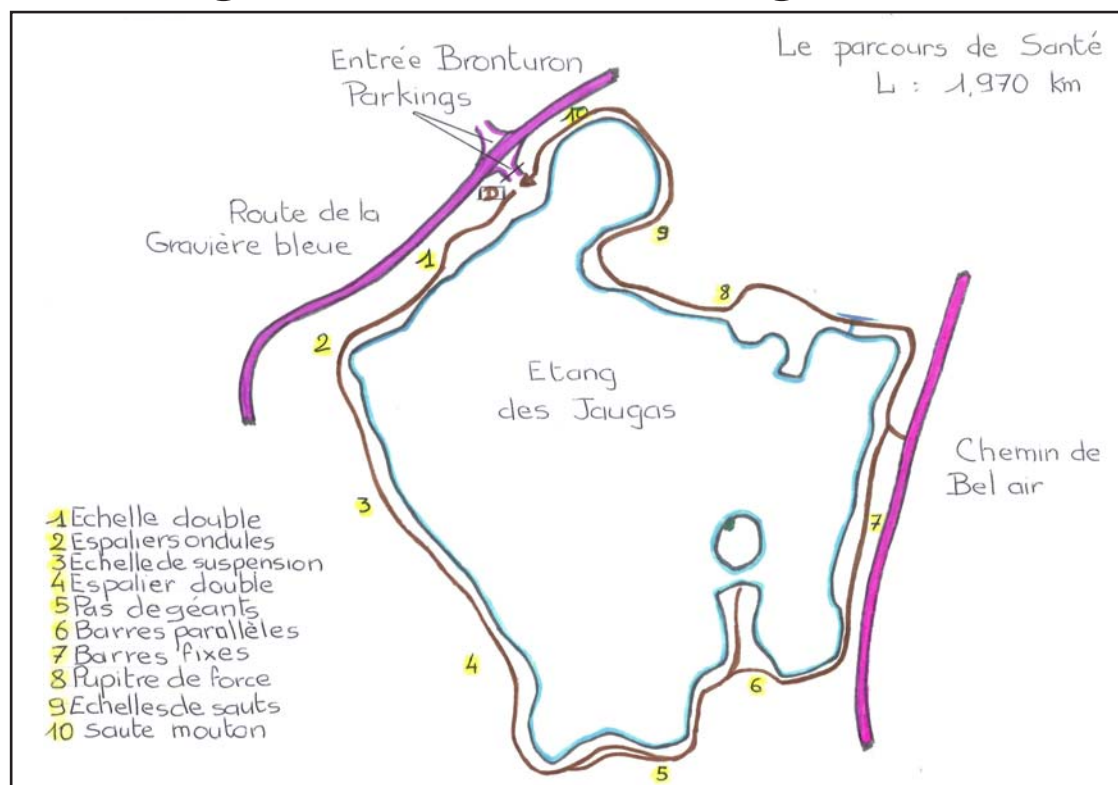 Entrée Bronturon
Parkings
Le parcours de Santé
L : 1,970 km
10
D
Route de la
Gravière bleue
1
9
8
2
Etang
des Jaugas
Chemin de
Bel air
3
7
1 Echelle double
2 Espaliers ondules
3 Echelle de suspension
4 Espalier double
5 Pas de géants
6 Barres parallèles
7 Barres fixes
8 Pupitre de force
9 Echelles de sauts
10 saute mouton
4
6
5